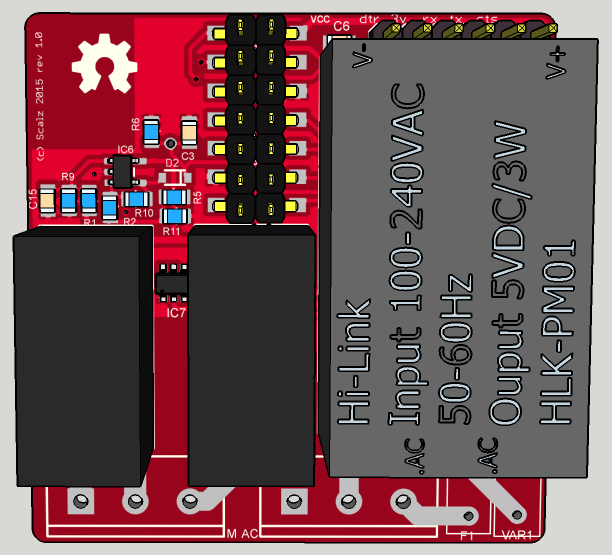 VCC
dtr 3v rx tx cts
C6
V-
V+
(c) Scalz 2015 rev 1.0
R6
C3
IC6
D2
R9
C15
R1
R2
R10
R5
R11
IC7
Hi-Link
Input 100-240VAC
50-60Hz
Ouput 5VDC/3W
HLK-PM01
.AC
.AC
M AC
F1
VAR1